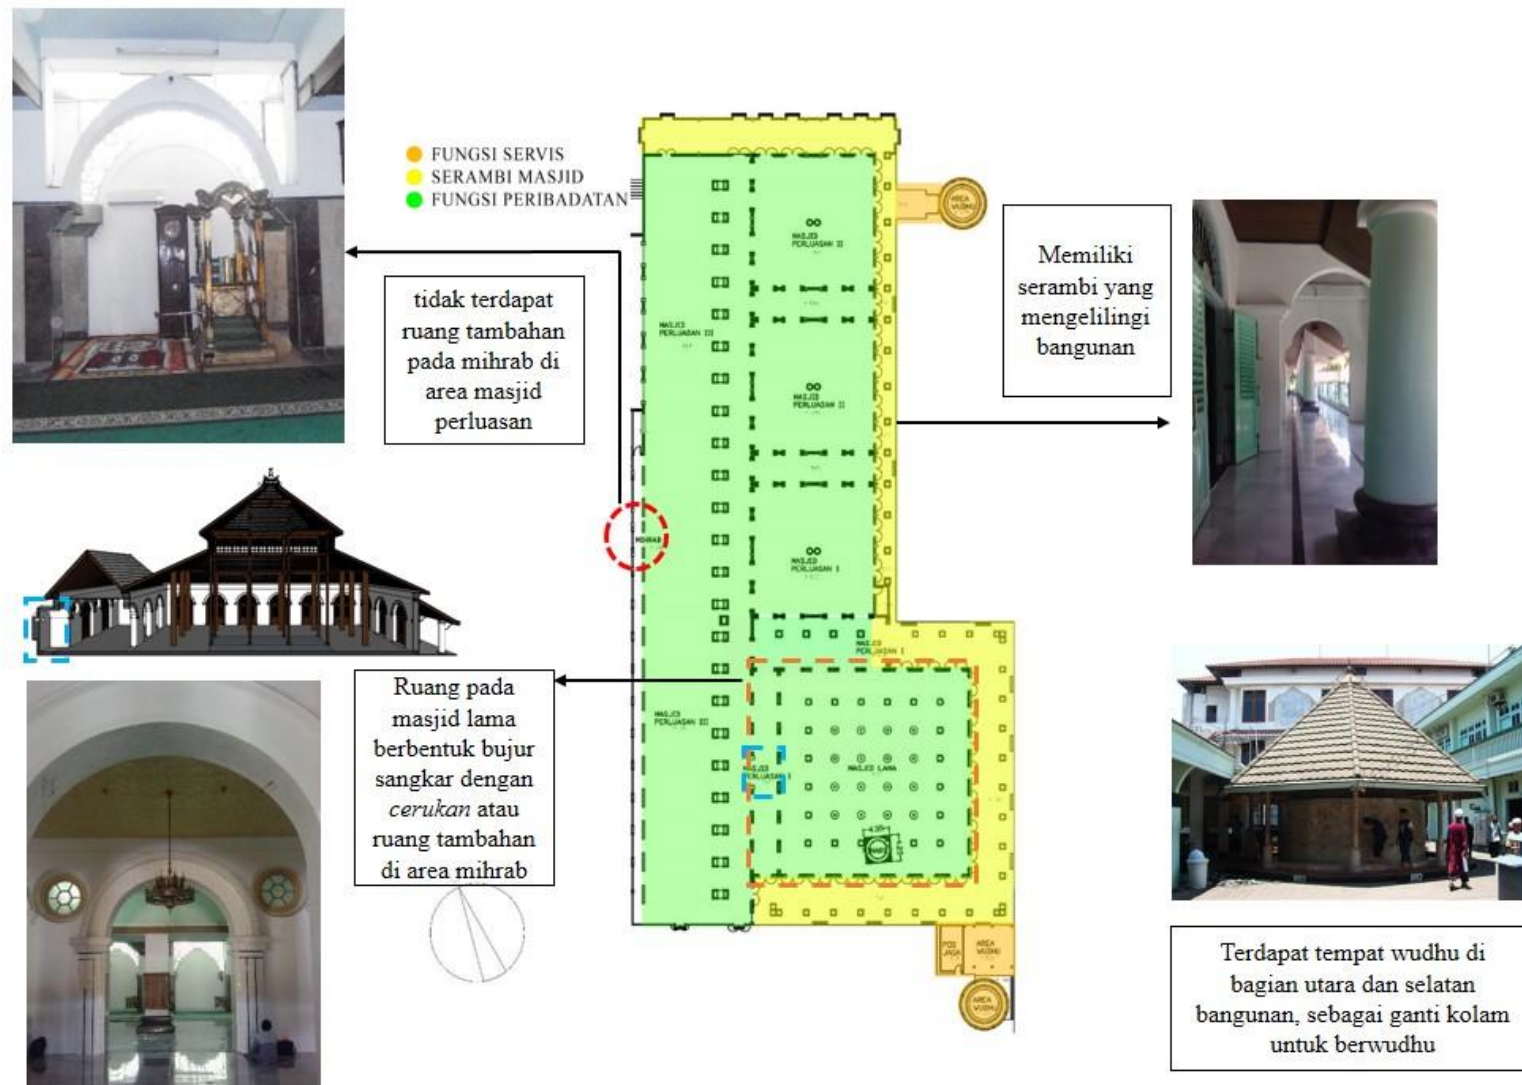 FUNGSI SERVIS
SERAMBI MASJID
FUNGSI PERIBADATAN
tidak terdapat
ruang tambahan
pada mihrab di
area masjid
perluasan
Ruang pada
masjid lama
berbentuk bujur
sangkar dengan
cerukan atau
ruang tambahan
di area mihrab
AREA
WUDHU
MASJID
PERLUASAN II
MASJID
PERLUASAN III
MASJID
PERLUASAN II
MIHRAB
MASJID
PERLUASAN I
MASJID
PERLUASAN I
MASJID
PERLUASAN III
MASJID
PERLUASAN I
MASJID LAMA
POS
JAGA
AREA
WUDHU
AREA
WUDHU
Memiliki
serambi yang
mengelilingi
bangunan
Terdapat tempat wudhu di
bagian utara dan selatan
bangunan, sebagai ganti kolam
untuk berwudhu